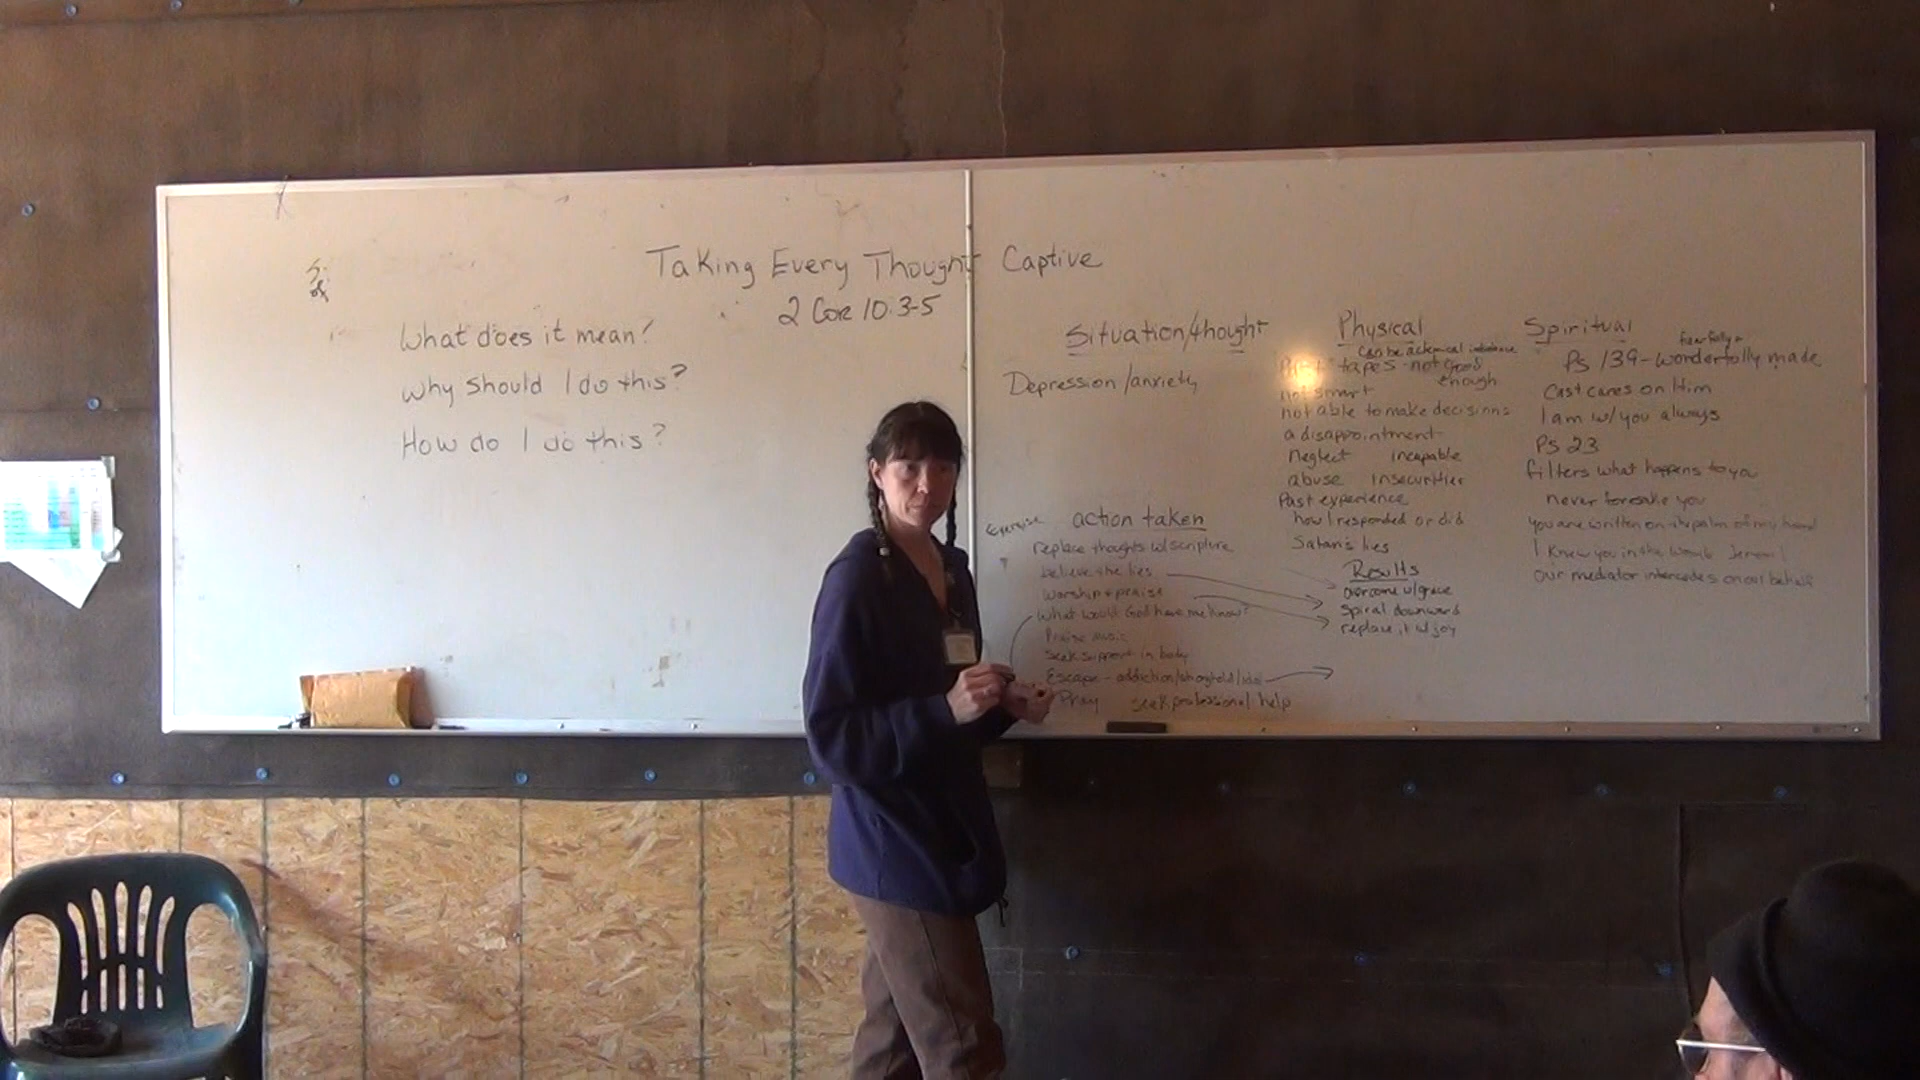 Taking Every Thought Captive
2 Cor 10:3-5
What does it mean?
Why Should I do this?
How do I do this?
Situation/thought
Depression/anxiety
Physical
Can be a chemical imbalance
Past tapes - not good
enough
not smart
not able to make decisions
a disappointment
neglect incapable
abuse insecurities
Past experience
how I responded or did
Satan's lies
Results
overcome w/grace
Spiral downward
replace it w/joy
Spiritual
fearfully +
Ps 139 - wonderfully made
Cast cares on Him
I am w/you always
Ps 23
filters what happens to you
never forsake you
you are written on the palm of my hand
I Knew you in the womb Jerem 1
our mediator intercedes on our behalf
Exercise
action taken
replace thoughts w/scripture
believe the lies
Worship + praise
What would God have me know?
Praise music
Seek support in body
Escape - addiction/stronghold/idol
Pray seek professional help